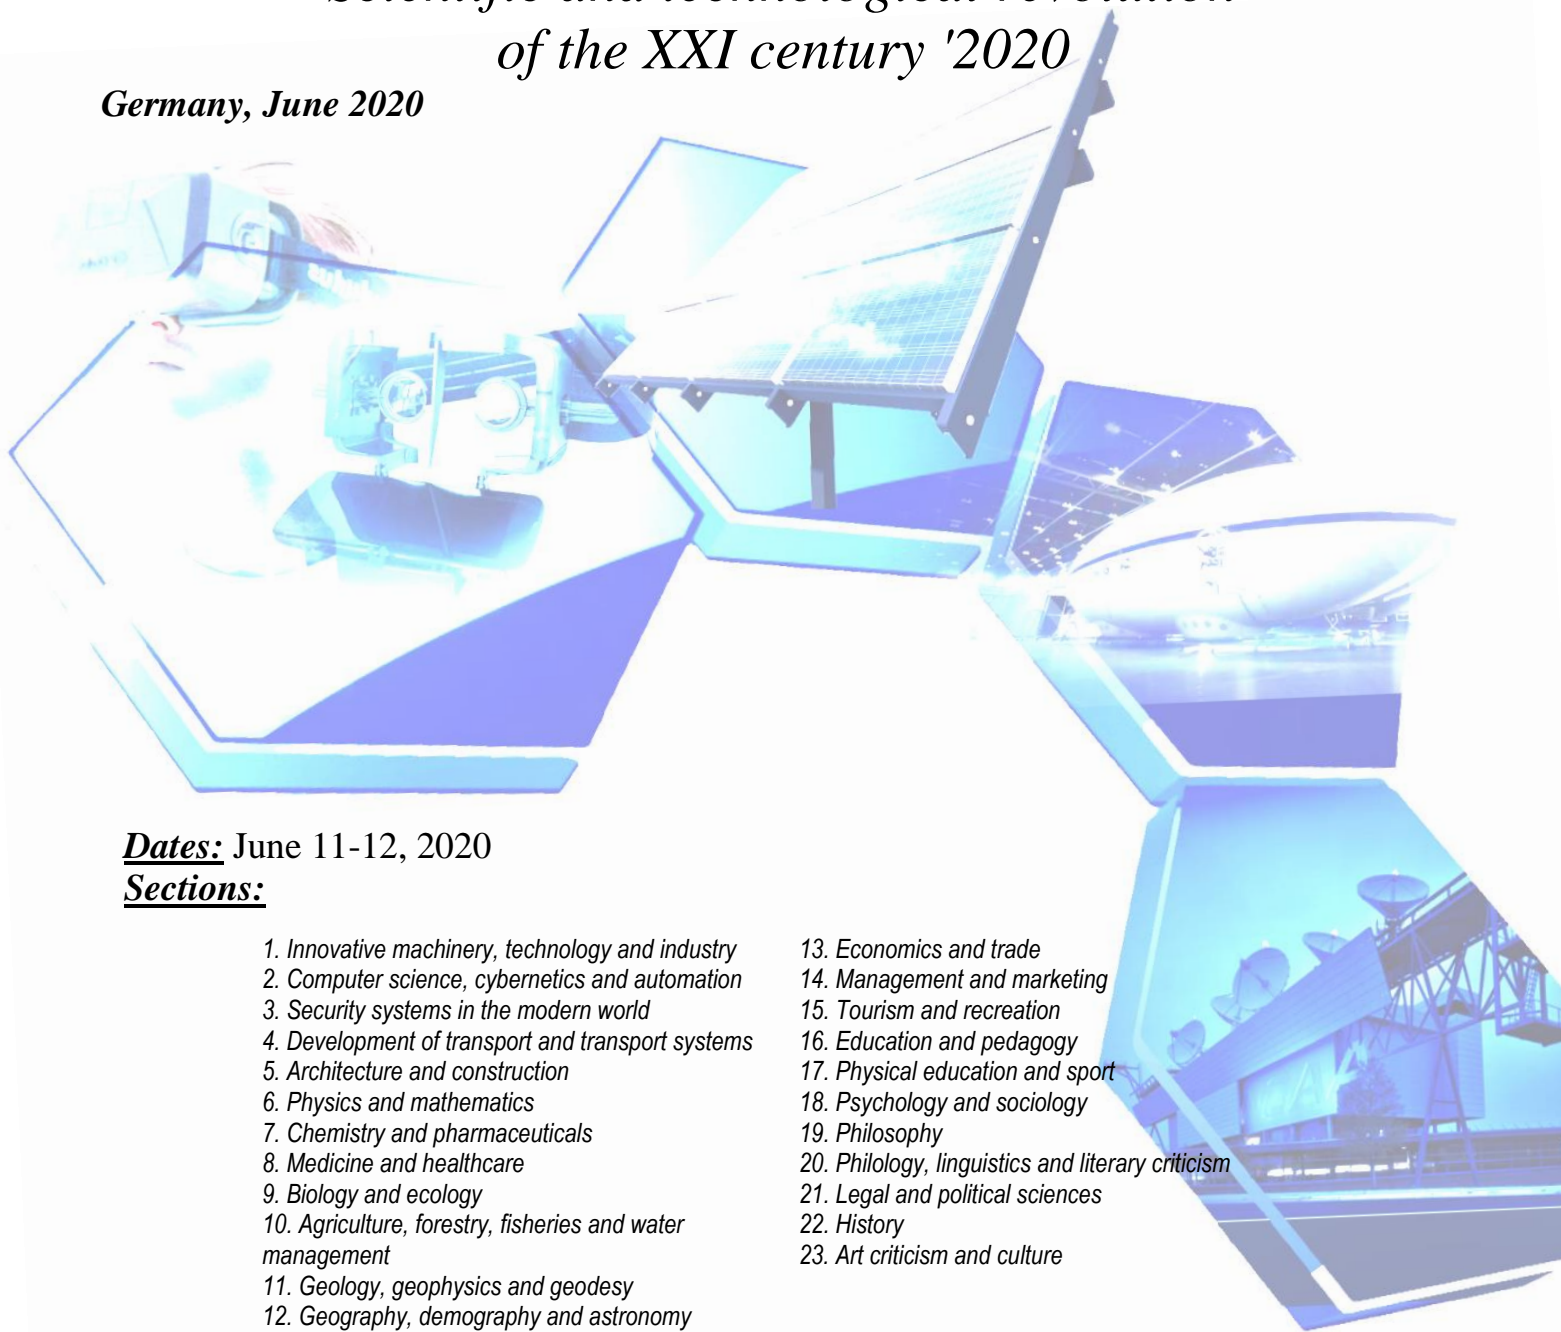 Scientific and technological revolution
of the XXI century '2020
Germany, June 2020
Dates: June 11-12, 2020
Sections:
1. Innovative machinery, technology and industry
2. Computer science, cybernetics and automation
3. Security systems in the modern world
4. Development of transport and transport systems
5. Architecture and construction
6. Physics and mathematics
7. Chemistry and pharmaceuticals
8. Medicine and healthcare
9. Biology and ecology
10. Agriculture, forestry, fisheries and water
management
11. Geology, geophysics and geodesy
12. Geography, demography and astronomy
13. Economics and trade
14. Management and marketing
15. Tourism and recreation
16. Education and pedagogy
17. Physical education and sport
18. Psychology and sociology
19. Philosophy
20. Philology, linguistics and literary criticism
21. Legal and political sciences
22. History
23. Art criticism and culture